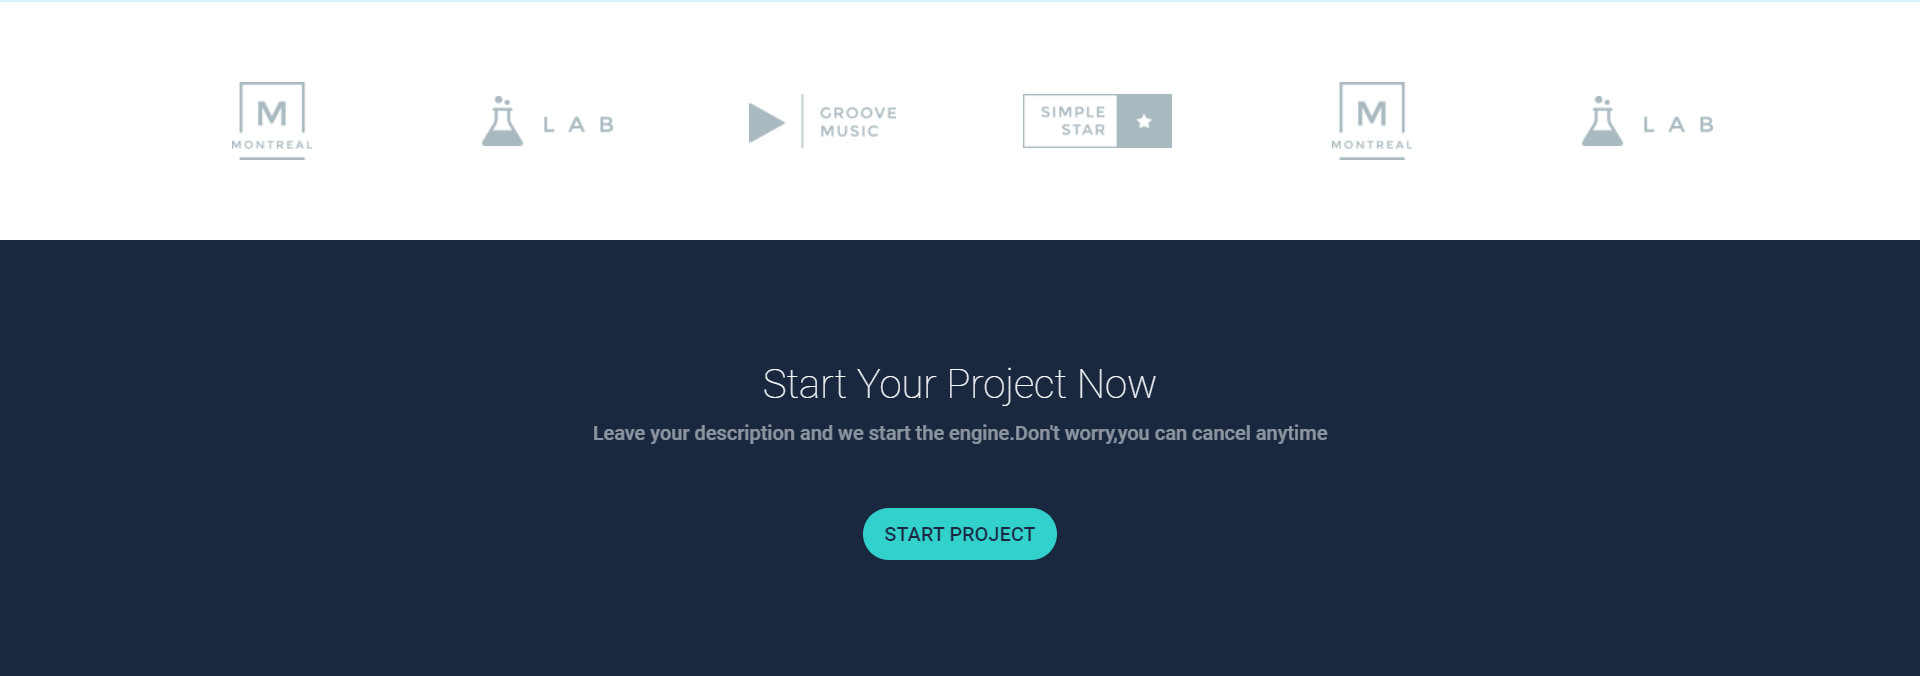 M
MONTREAL
LAB
GROOVE
MUSIC
SIMPLE
STAR
M
MONTREAL
LAB
Start Your Project Now
Leave your description and we start the engine.Don't worry,you can cancel anytime
START PROJECT